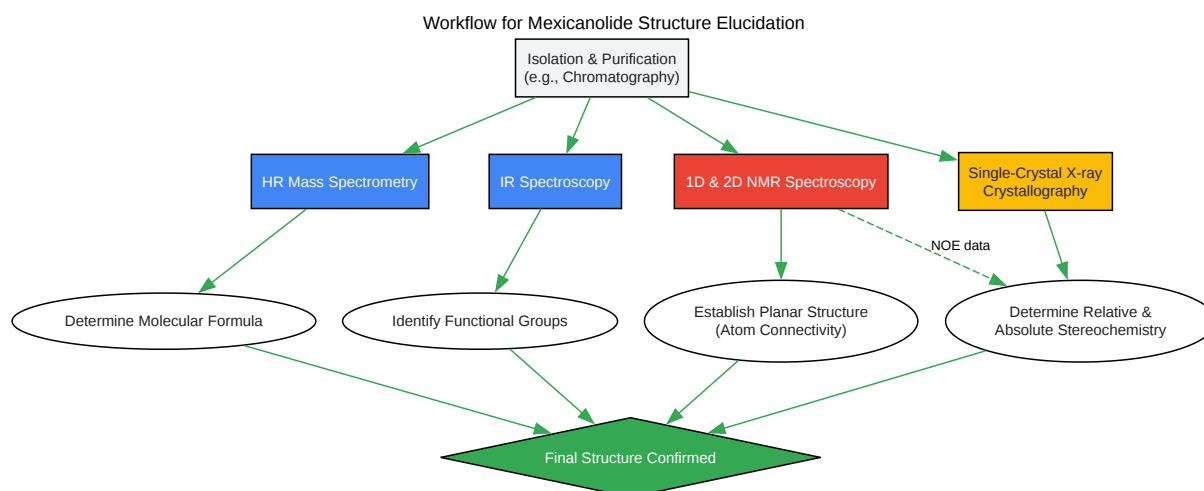 Workflow for Mexicanolide Structure Elucidation
Isolation & Purification
(e.g., Chromatography)
HR Mass Spectrometry
IR Spectroscopy
1D & 2D NMR Spectroscopy
Single-Crystal X-ray
Crystallography
NOE data
Determine Molecular Formula
Identify Functional Groups
Establish Planar Structure
(Atom Connectivity)
Determine Relative &
Absolute Stereochemistry
Final Structure Confirmed